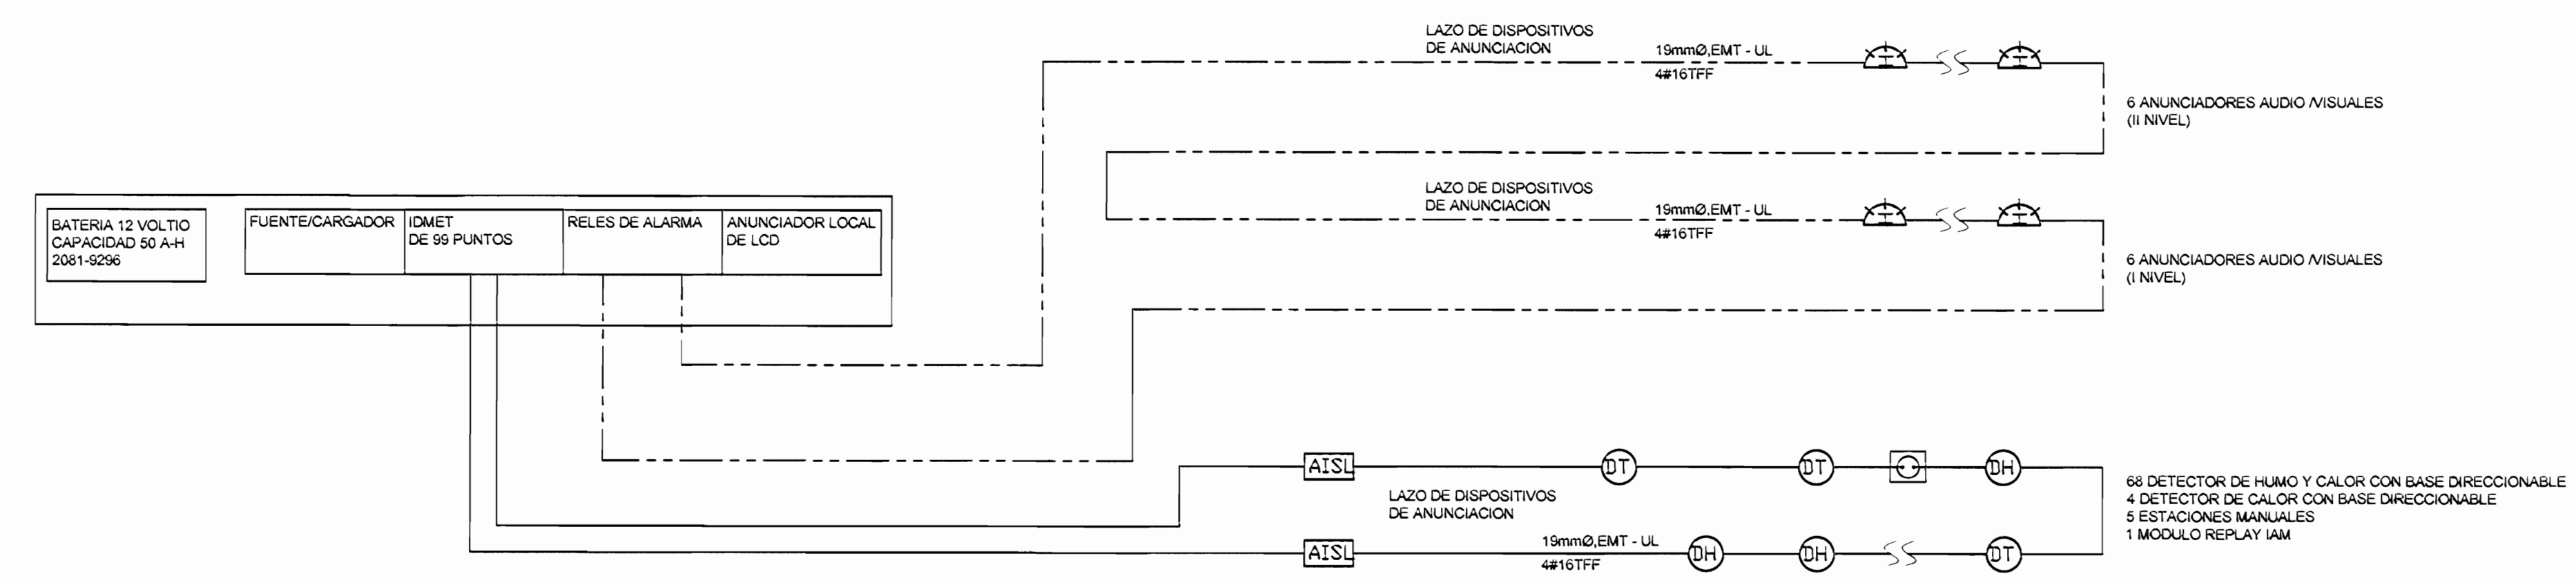 LAZO DE DISPOSITIVOS
DE ANUNCIACION
19mmØ,EMT - UL
4#16TFF
6 ANUNCIADORES AUDIO /VISUALES
(II NIVEL)
LAZO DE DISPOSITIVOS
DE ANUNCIACION
19mmØ,EMT - UL
4#16TFF
6 ANUNCIADORES AUDIO /VISUALES
(I NIVEL)
BATERIA 12 VOLTIO
CAPACIDAD 50 A-H
2081-9296
FUENTE/CARGADOR
IDMET
DE 99 PUNTOS
RELES DE ALARMA
ANUNCIADOR LOCAL
DE LCD
AISL
DT
DT
DH
LAZO DE DISPOSITIVOS
DE ANUNCIACION
68 DETECTOR DE HUMO Y CALOR CON BASE DIRECCIONABLE
4 DETECTOR DE CALOR CON BASE DIRECCIONABLE
5 ESTACIONES MANUALES
1 MODULO REPLAY IAM
AISL
19mmØ,EMT - UL
4#16TFF
DH
DH
DT